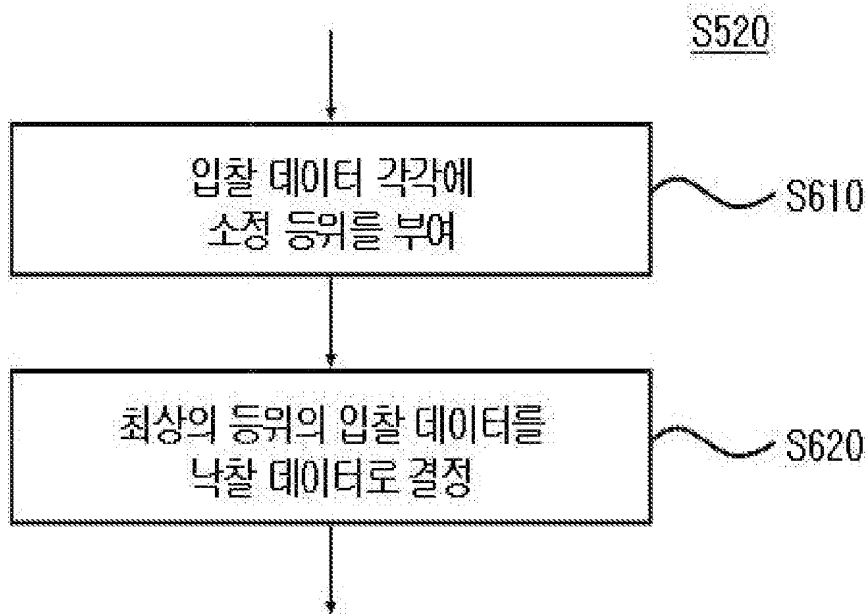 S520
입찰 데이터 각각에
소정 등위를 부여
S610
최상의 등위의 입찰 데이터를
낙찰 데이터로 결정
S620